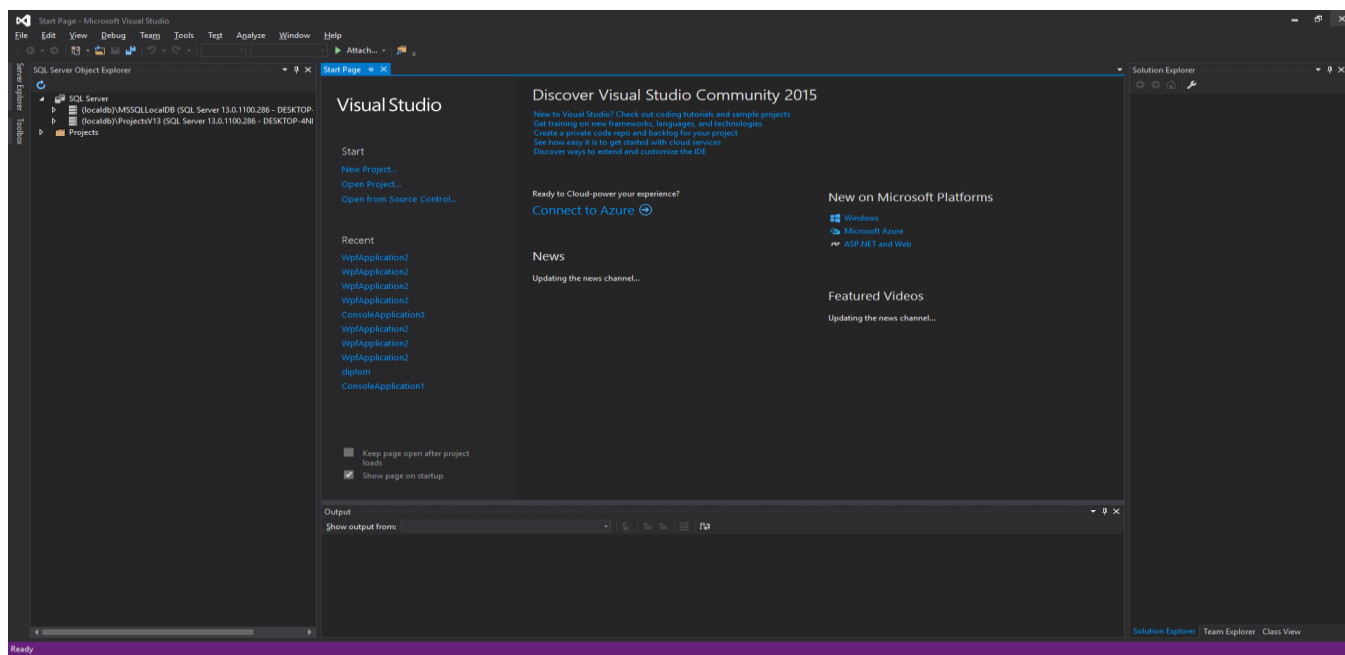 Start Page - Microsoft Visual Studio
File Edit View Debug Team Tools Test Analyze Window Help
Attach...
Server Explorer
Toolbox
SQL Server Object Explorer
SQL Server
(localdb)\MSSQLLocalDB (SQL Server 13.0.1100.286 - DESKTOP-
(localdb)\ProjectsV13 (SQL Server 13.0.1100.286 - DESKTOP-4NI
Projects
Start Page
Visual Studio
Start
New Project...
Open Project...
Open from Source Control...
Recent
WpfApplication2
WpfApplication2
WpfApplication2
WpfApplication2
ConsoleApplication3
WpfApplication2
WpfApplication2
WpfApplication2
diplom
ConsoleApplication1
Keep page open after project
loads
Show page on startup
Discover Visual Studio Community 2015
New to Visual Studio? Check out coding tutorials and sample projects
Get training on new frameworks, languages, and technologies
Create a private code repo and backlog for your project
See how easy it is to get started with cloud services
Discover ways to extend and customize the IDE
Ready to Cloud-power your experience?
Connect to Azure
News
Updating the news channel...
New on Microsoft Platforms
Windows
Microsoft Azure
ASP.NET and Web
Featured Videos
Updating the news channel...
Output
Show output from:
Solution Explorer
Solution Explorer Team Explorer Class View
Ready